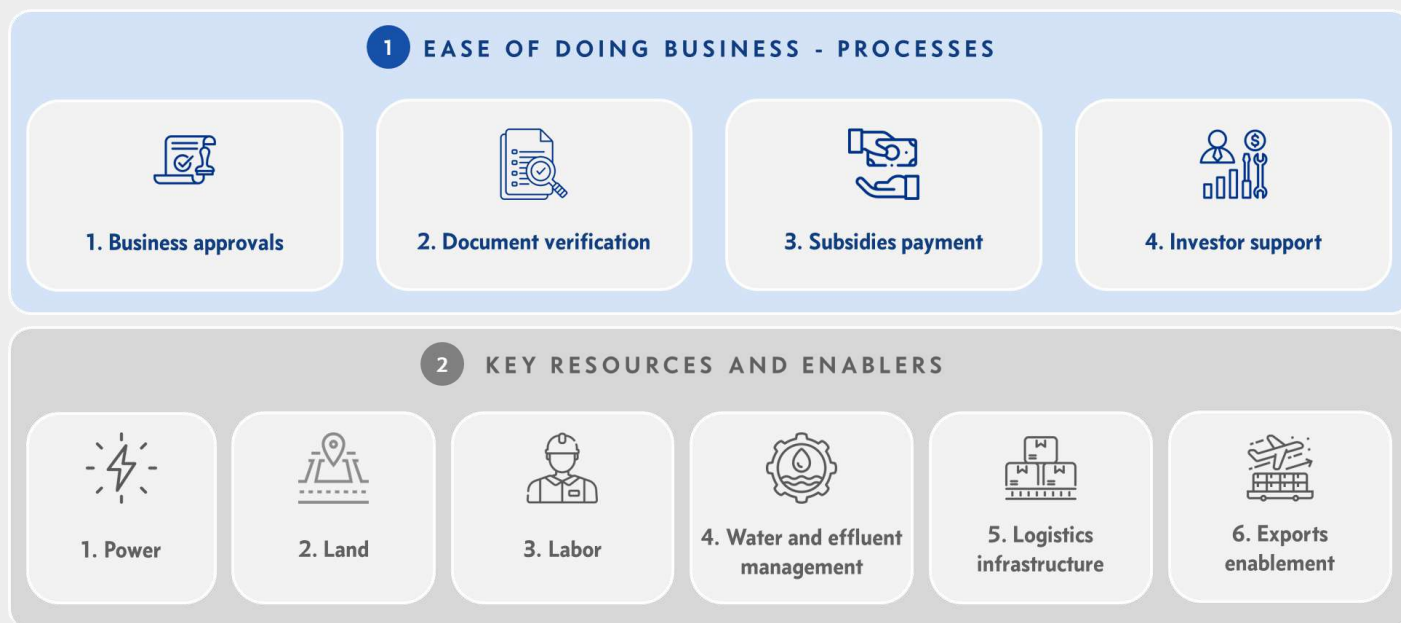 1 EASE OF DOING BUSINESS - PROCESSES
1. Business approvals
2. Document verification
3. Subsidies payment
4. Investor support
2 KEY RESOURCES AND ENABLERS
1. Power
2. Land
3. Labor
4. Water and effluent
management
5. Logistics
infrastructure
6. Exports
enablement